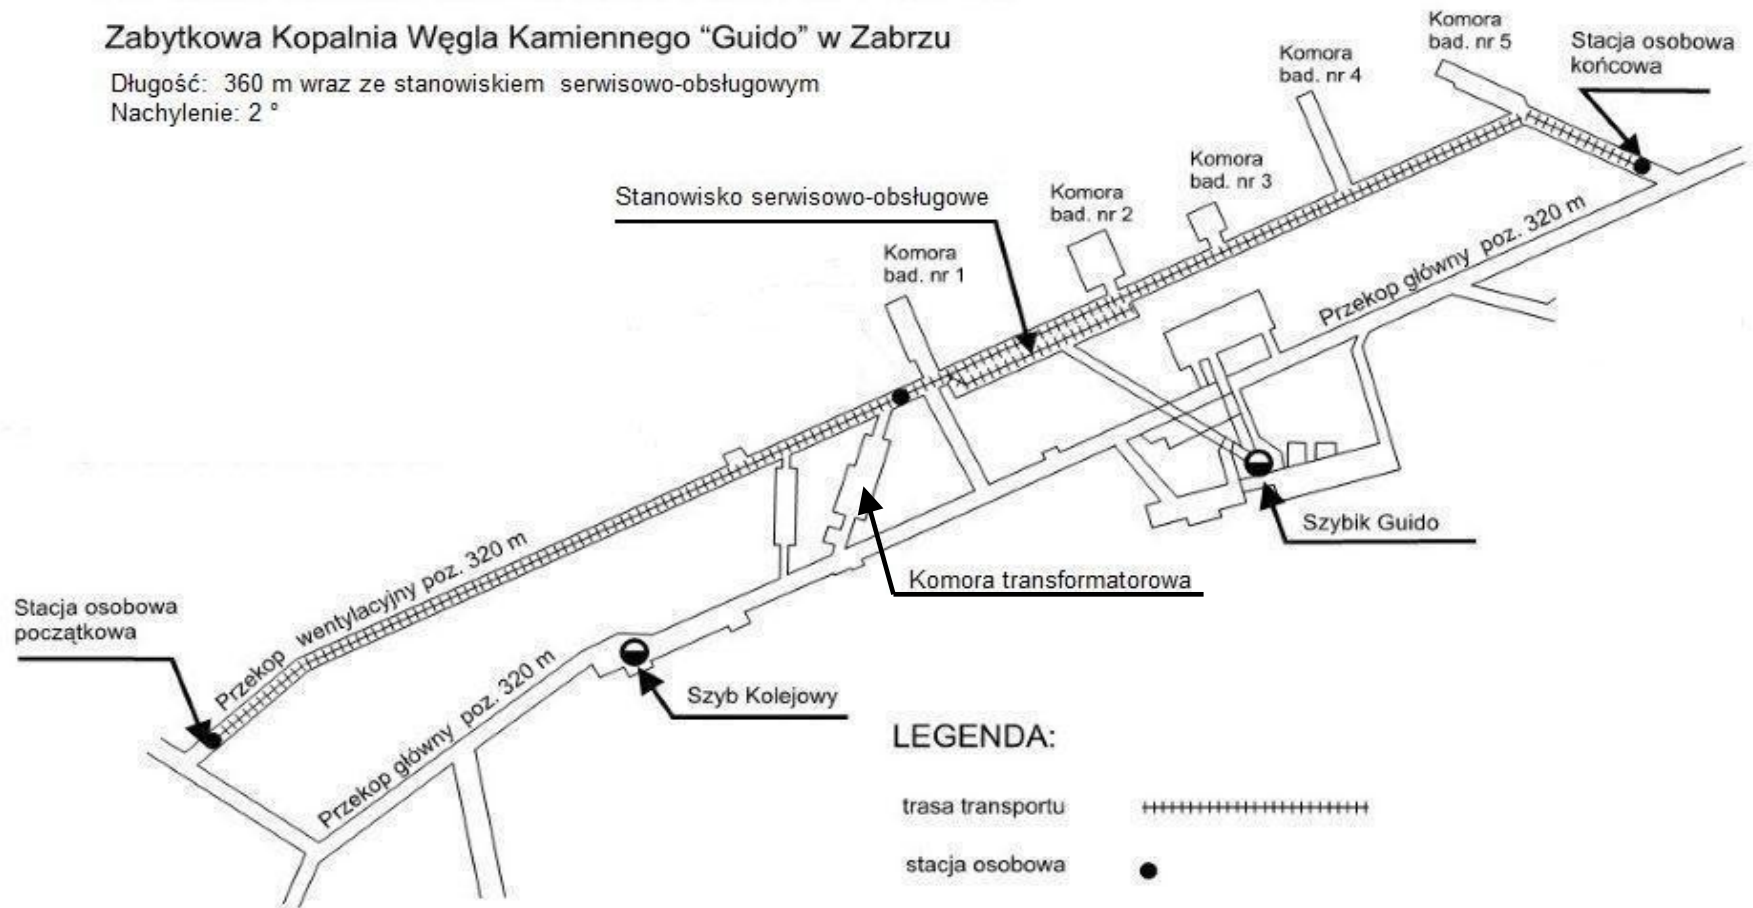 Zabytkowa Kopalnia Węgla Kamiennego “Guido” w Zabrzu
Długość: 360 m wraz ze stanowiskiem serwisowo-obsługowym
Nachylenie: 2 °
Komora
bad. nr 5
Stacja osobowa
końcowa
Komora
bad. nr 4
Komora
bad. nr 3
Komora
bad. nr 2
Stanowisko serwisowo-obsługowe
Komora
bad. nr 1
Przekop główny poz. 320 m
Szybik Guido
Komora transformatorowa
Przekop wentylacyjny poz. 320 m
Stacja osobowa
początkowa
Przekop główny poz. 320 m
Szyb Kolejowy
LEGENDA:
trasa transportu
stacja osobowa